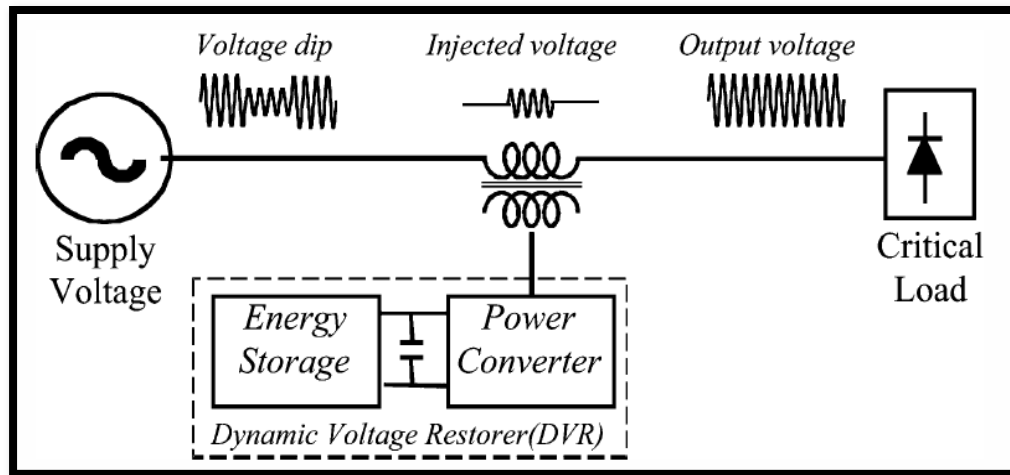 Voltage dip
Injected voltage
Output voltage
Supply
Voltage
Critical
Load
Energy
Storage
Power
Converter
Dynamic Voltage Restorer(DVR)